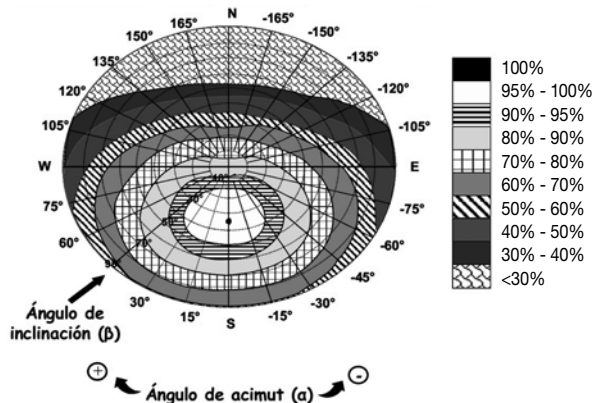 N
165° -165°
150° -150°
135° -135°
120° -120°
105° -105°
W E
75° -75°
60° -60°
-45°
30° -30°
15° -15°
S
Ángulo de
inclinación (β)
+ Ángulo de acimut (α) -
100%
95% - 100%
90% - 95%
80% - 90%
70% - 80%
60% - 70%
50% - 60%
40% - 50%
30% - 40%
<30%